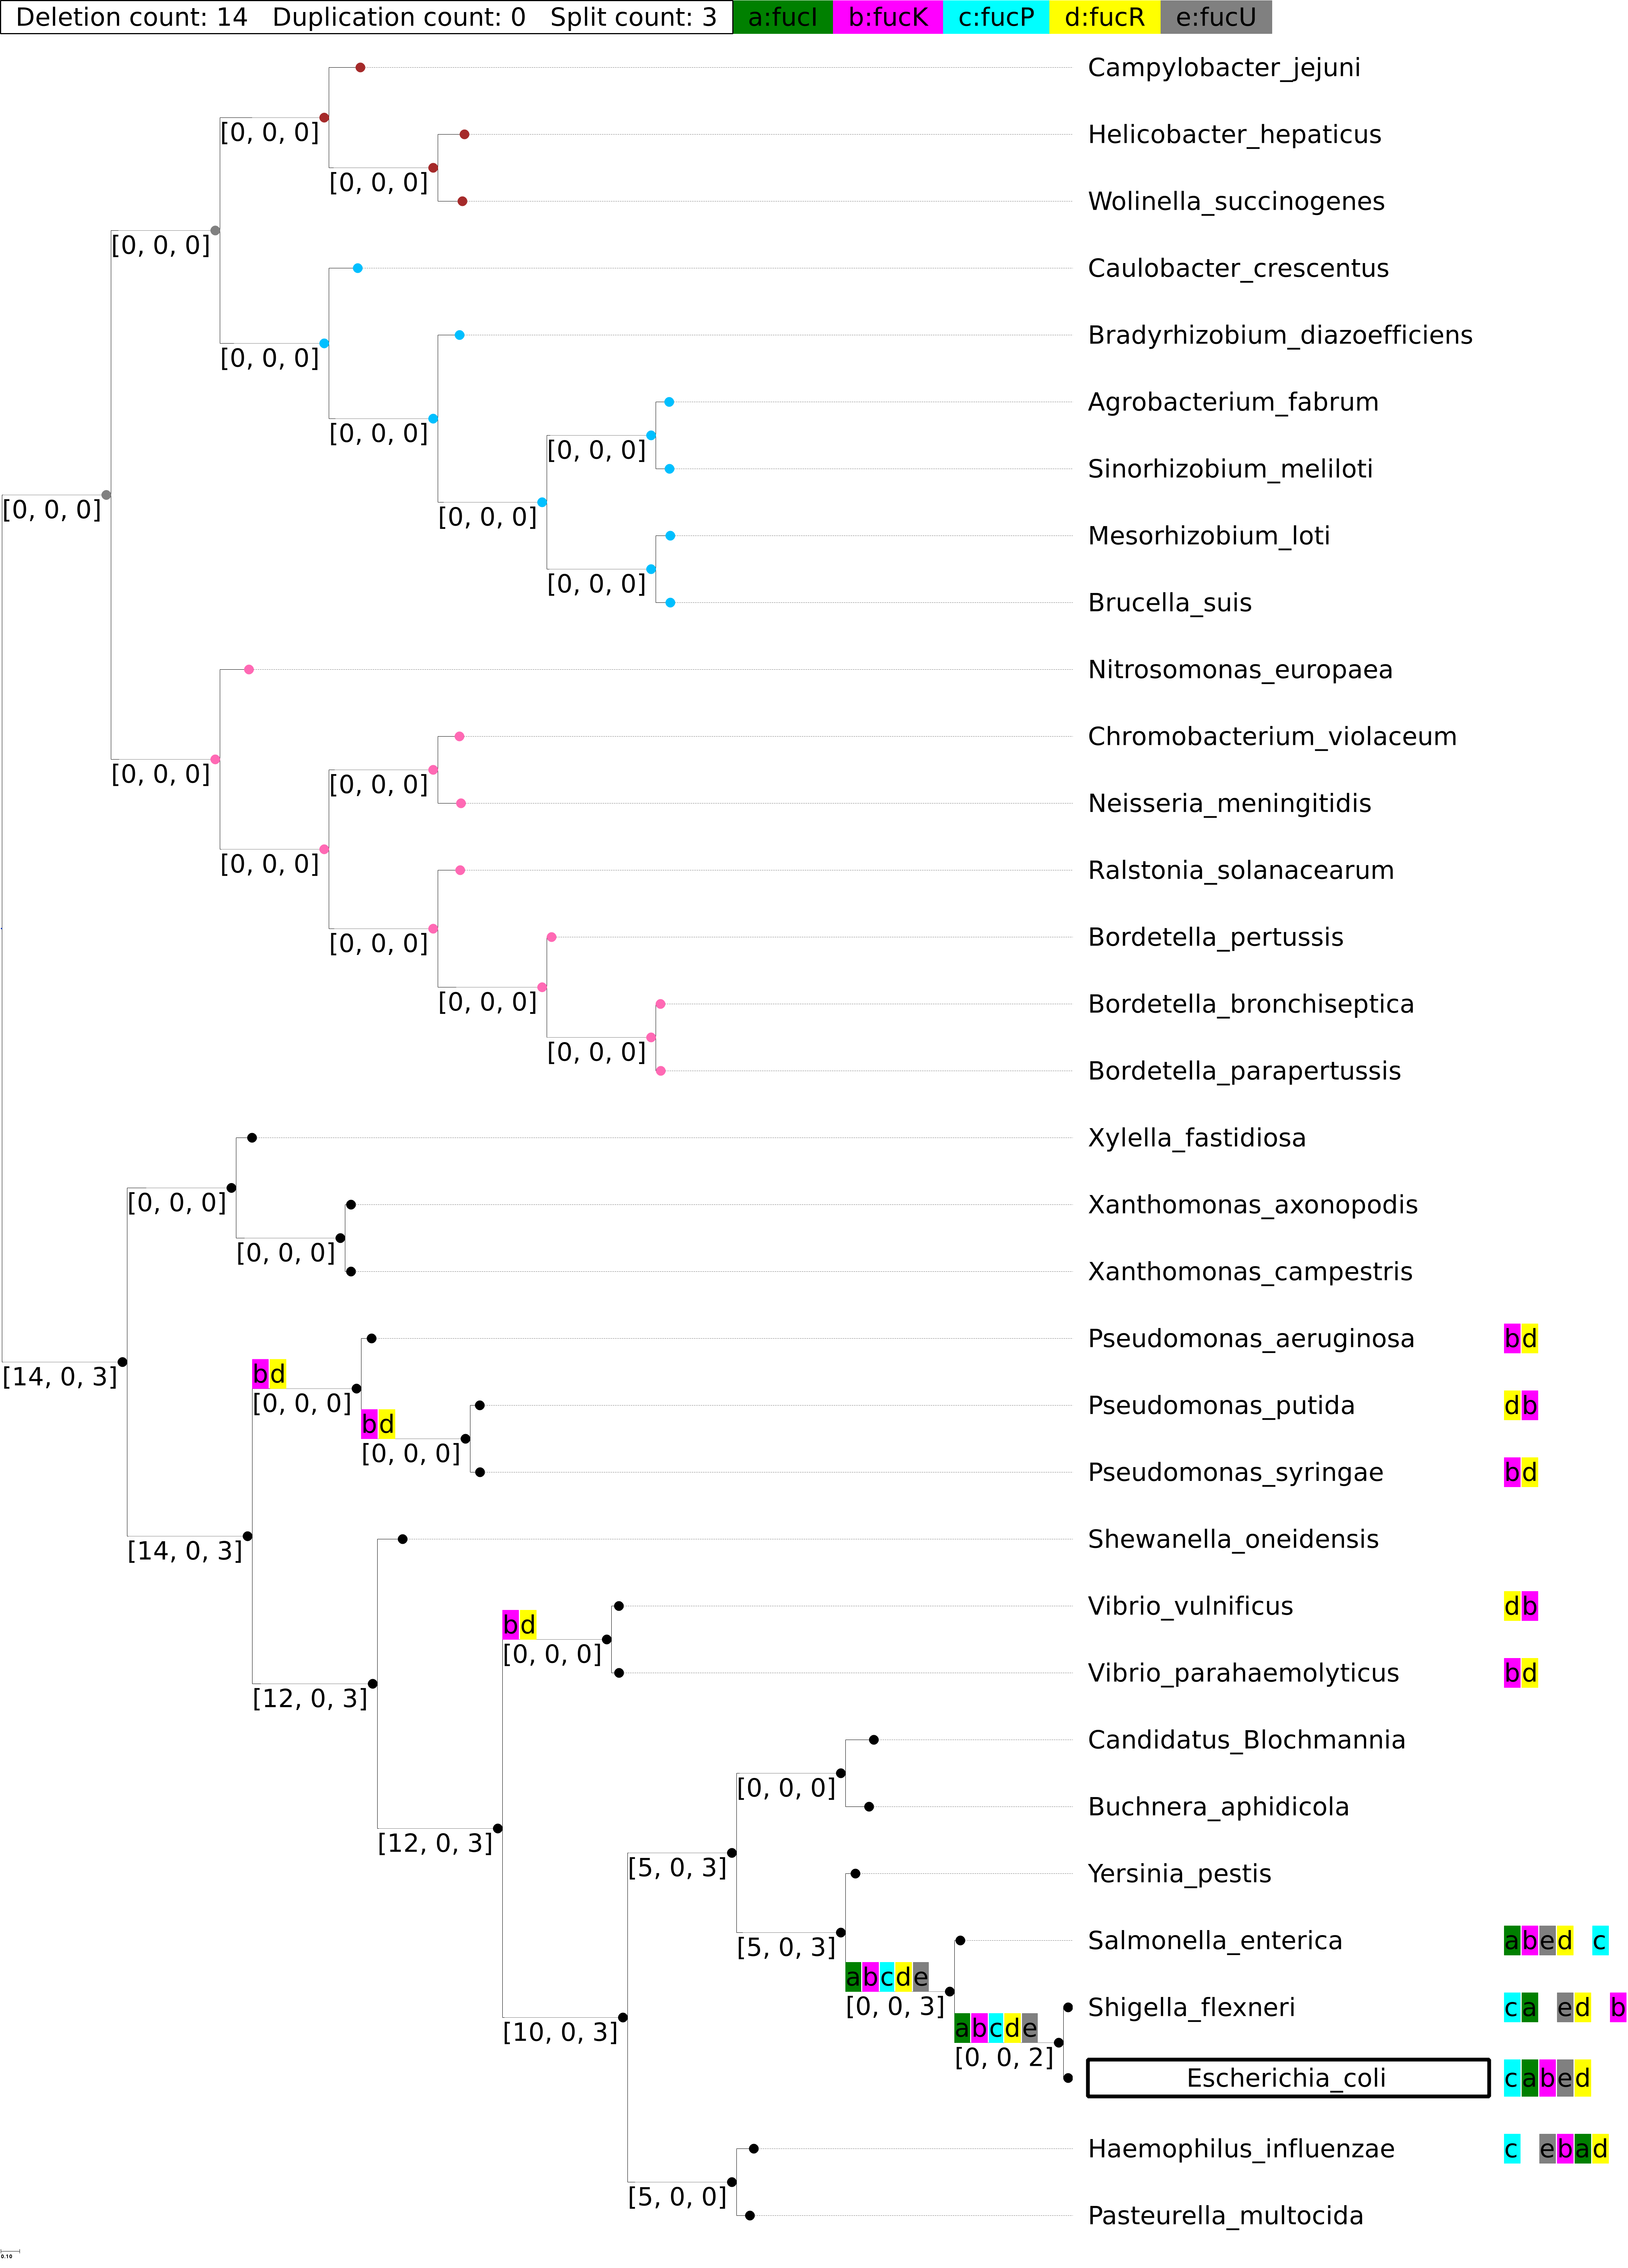 Deletion count: 14 Duplication count: 0 Split count: 3 a:fucI b:fucK c:fucP d:fucR e:fucU
Campylobacter_jejuni
[0, 0, 0]
Helicobacter_hepaticus
[0, 0, 0]
Wolinella_succinogenes
[0, 0, 0]
Caulobacter_crescentus
Bradyrhizobium_diazoefficiens
[0, 0, 0]
Agrobacterium_fabrum
[0, 0, 0]
[0, 0, 0]
Sinorhizobium_meliloti
[0, 0, 0]
[0, 0, 0]
Mesorhizobium_loti
[0, 0, 0]
Brucella_suis
Nitrosomonas_europaea
Chromobacterium_violaceum
[0, 0, 0]
[0, 0, 0]
Neisseria_meningitidis
[0, 0, 0]
Ralstonia_solanacearum
Bordetella_pertussis
[0, 0, 0]
[0, 0, 0]
Bordetella_bronchiseptica
[0, 0, 0]
Bordetella_parapertussis
Xylella_fastidiosa
[0, 0, 0]
Xanthomonas_axonopodis
[0, 0, 0]
Xanthomonas_campestris
Pseudomonas_aeruginosa bd
bd
[14, 0, 3]
[0, 0, 0]
Pseudomonas_putida db
bd
[0, 0, 0]
Pseudomonas_syringae bd
Shewanella_oneidensis
[14, 0, 3]
Vibrio_vulnificus db
bd
[0, 0, 0]
Vibrio_parahaemolyticus bd
[12, 0, 3]
Candidatus_Blochmannia
[0, 0, 0]
Buchnera_aphidicola
[12, 0, 3]
[5, 0, 3]
Yersinia_pestis
Salmonella_enterica abed c
[5, 0, 3]
abcde
[0, 0, 3]
Shigella_flexneri ca ed b
abcde
[10, 0, 3]
[0, 0, 2]
Escherichia_coli cabed
Haemophilus_influenzae c ebad
[5, 0, 0]
Pasteurella_multocida
0.10